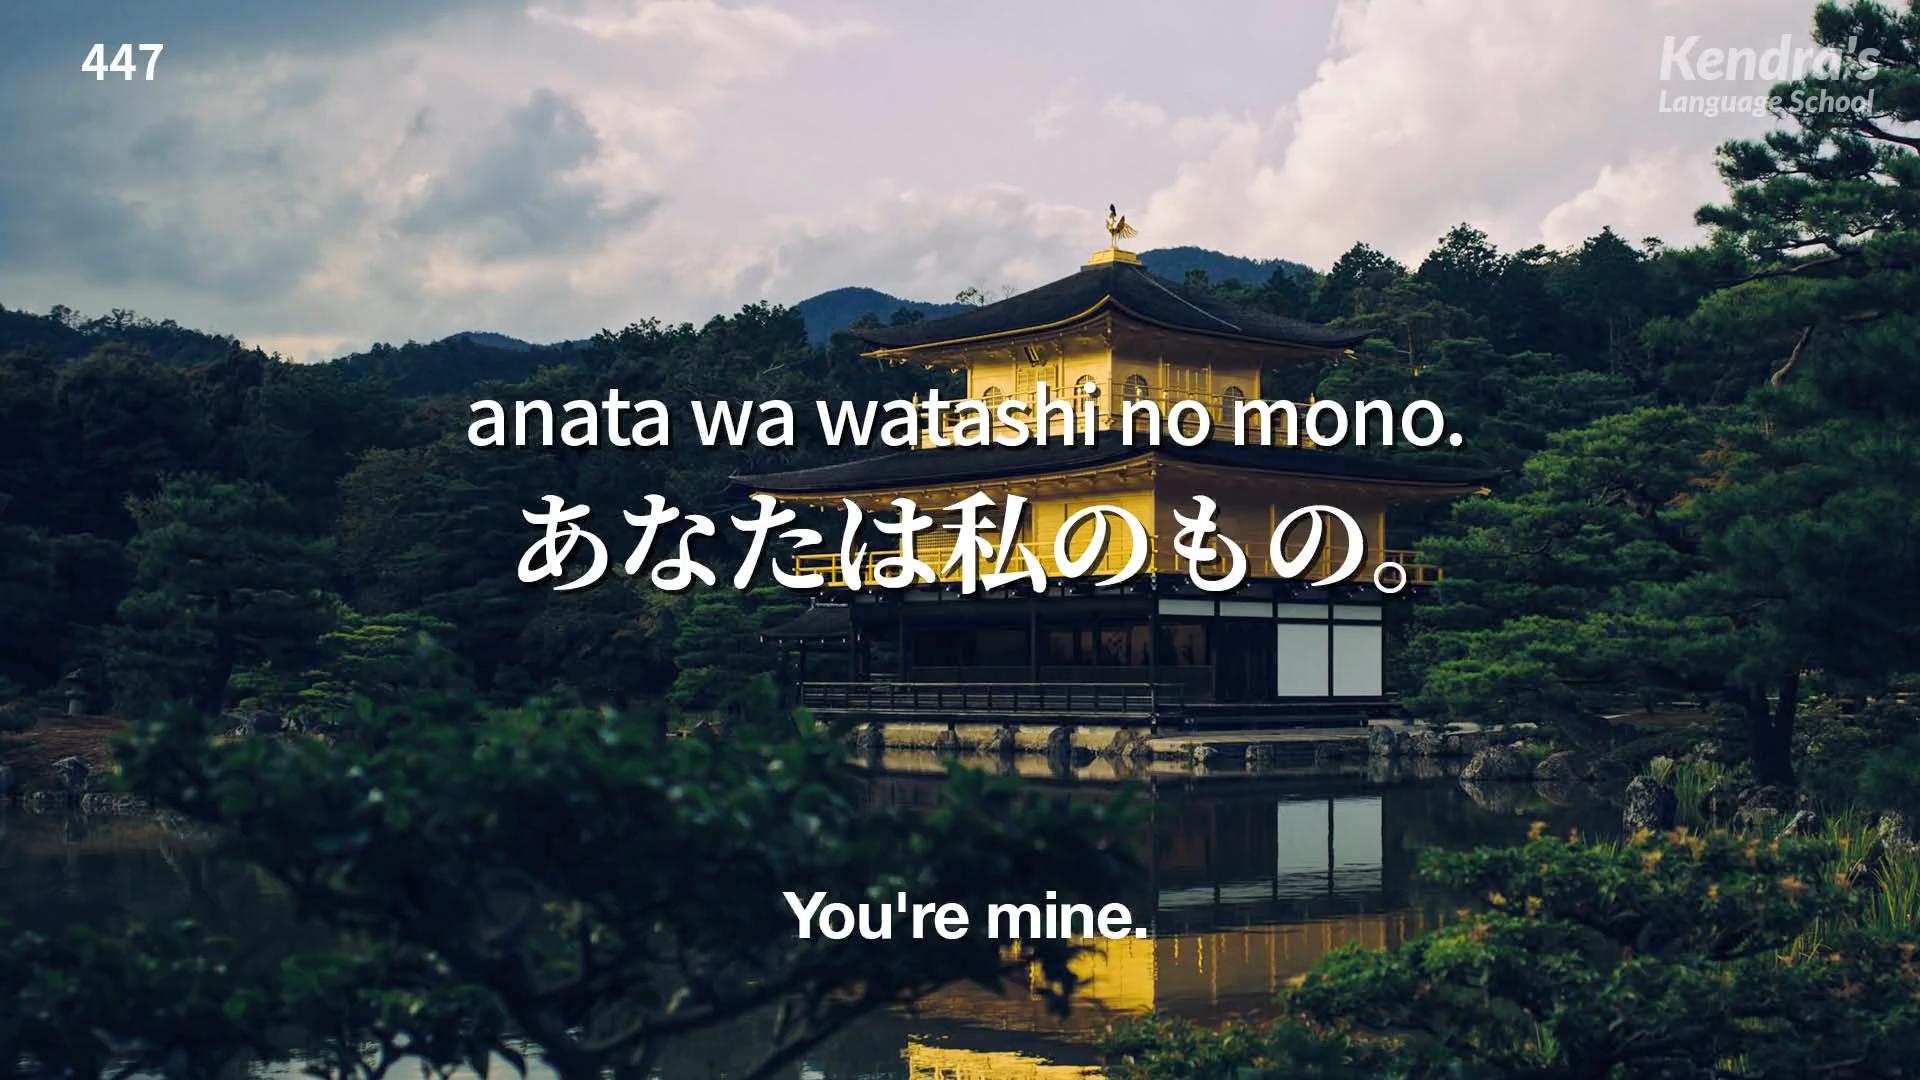 447
Kendra's
Language School
anata wa watashi no mono.
あなたは私のもの。
You're mine.